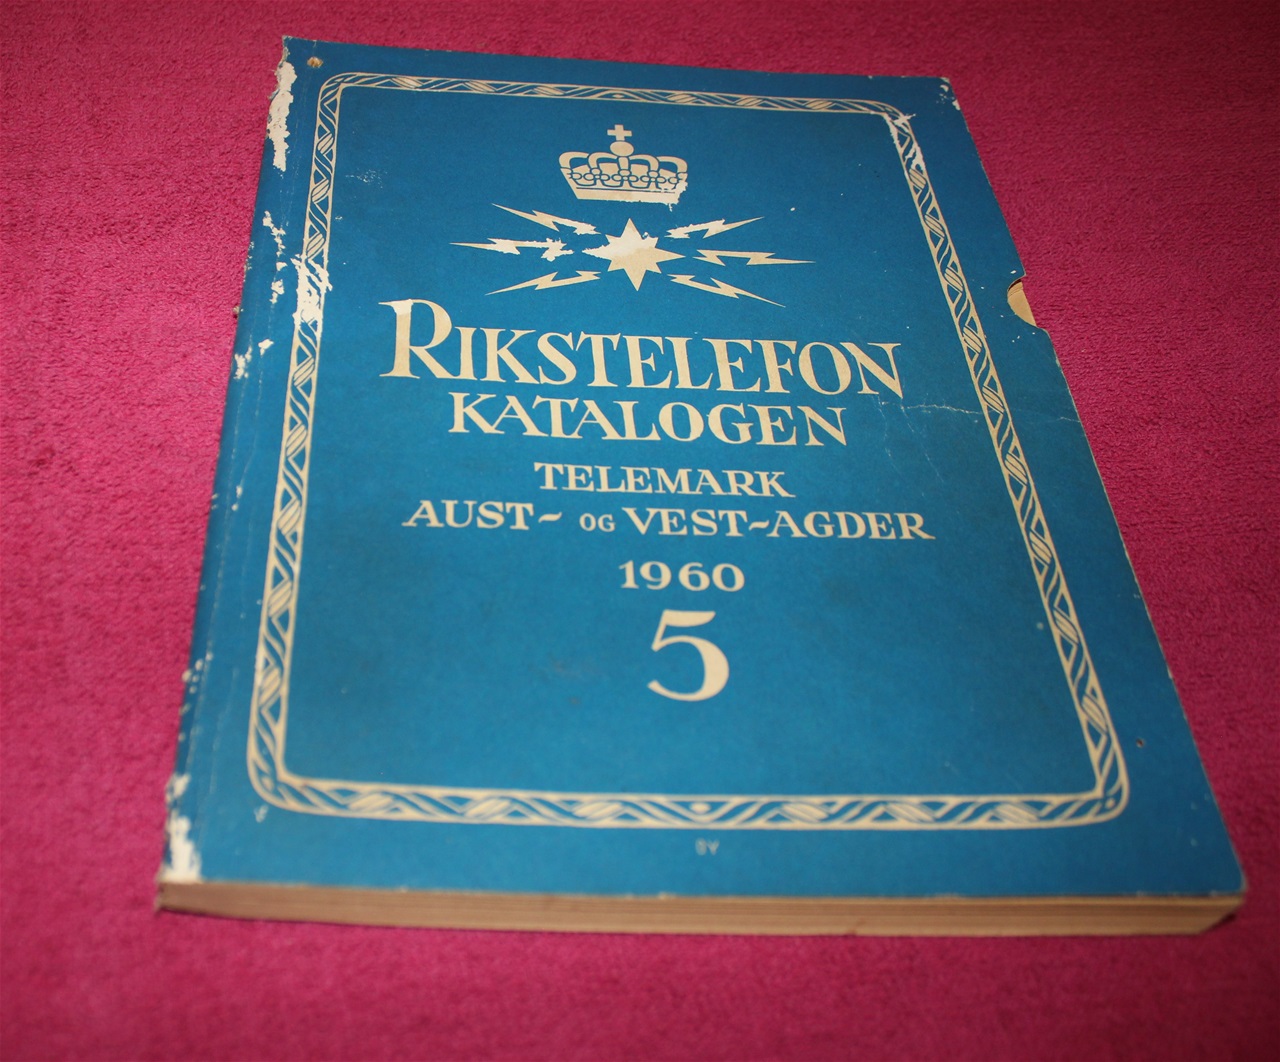 RIKSTELEFON
KATALOGEN
TELEMARK
AUST- OG VEST-AGDER
1960
5